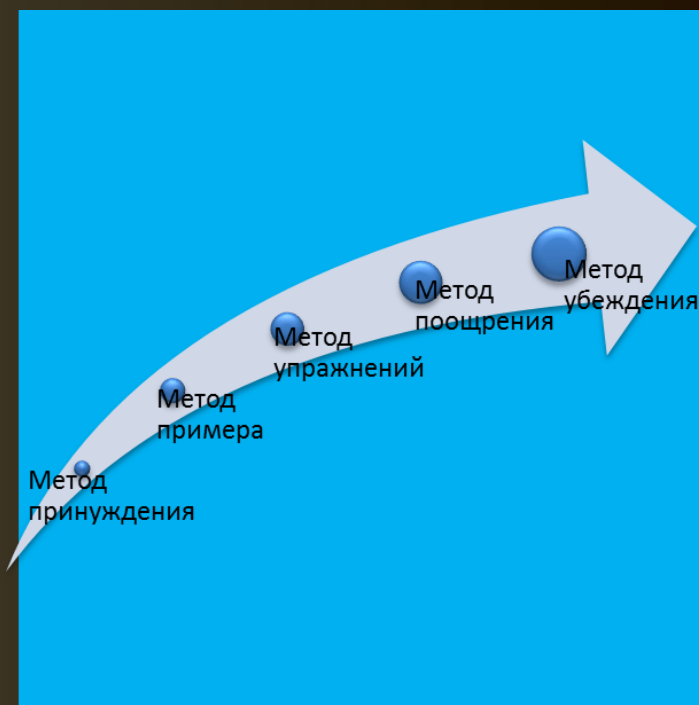 Метод
убеждения
Метод
поощрения
Метод
упражнений
Метод
примера
Метод
принуждения